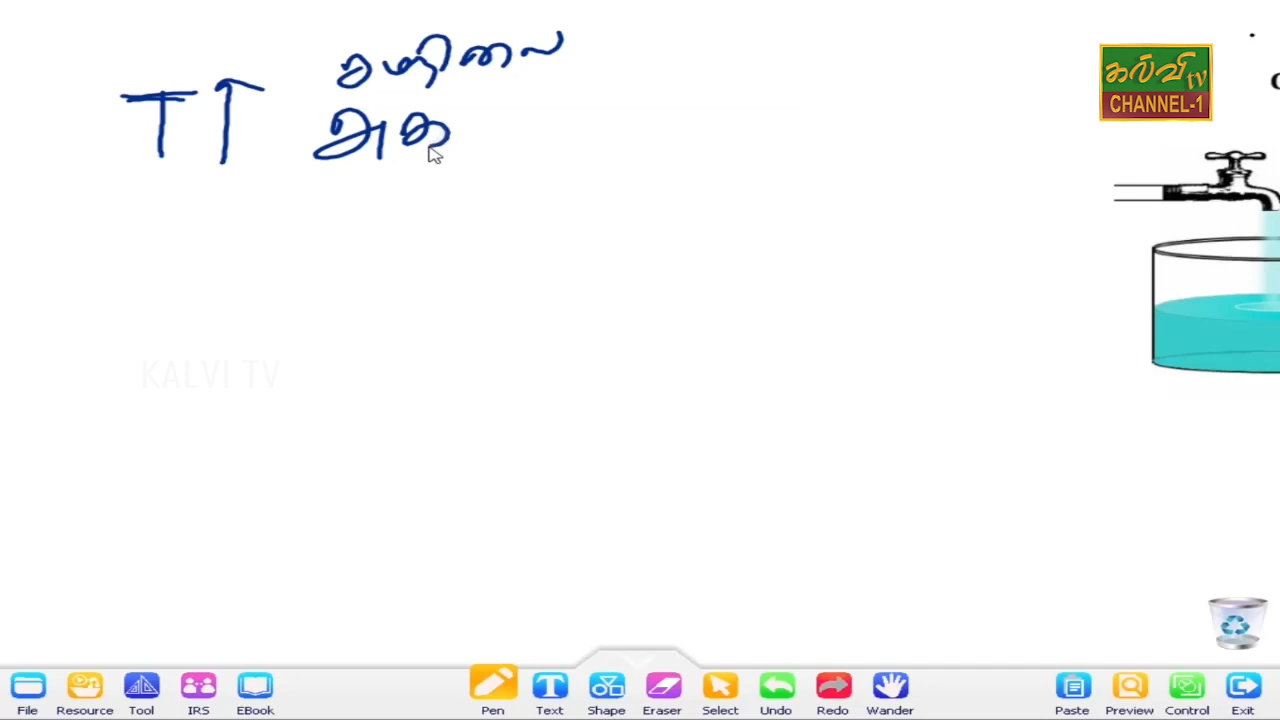 T↑
சமநிலை
அக
கல்வி tv
CHANNEL-1
KALVI TV
File Resource Tool IRS EBook Pen Text Shape Eraser Select Undo Redo Wander Paste Preview Control Exit